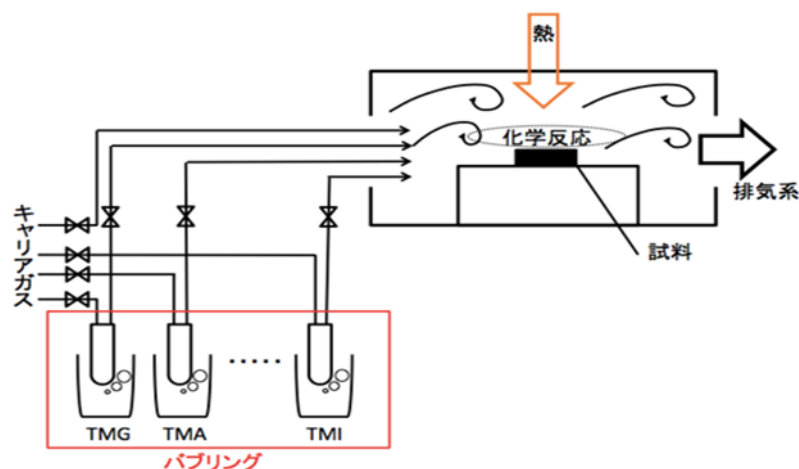 熱
化学反応
排気系
試料
キャリアガス
TMG
TMA
.....
TMI
バブリング